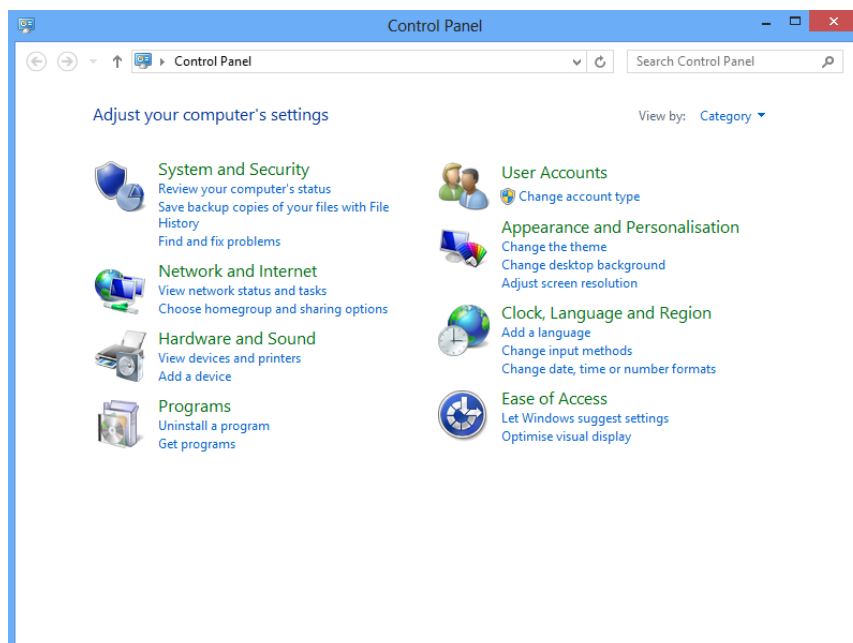 Control Panel
Control Panel
Search Control Panel
Adjust your computer's settings
View by: Category
System and Security
Review your computer's status
Save backup copies of your files with File
History
Find and fix problems
Network and Internet
View network status and tasks
Choose homegroup and sharing options
Hardware and Sound
View devices and printers
Add a device
Programs
Uninstall a program
Get programs
User Accounts
Change account type
Appearance and Personalisation
Change the theme
Change desktop background
Adjust screen resolution
Clock, Language and Region
Add a language
Change input methods
Change date, time or number formats
Ease of Access
Let Windows suggest settings
Optimise visual display